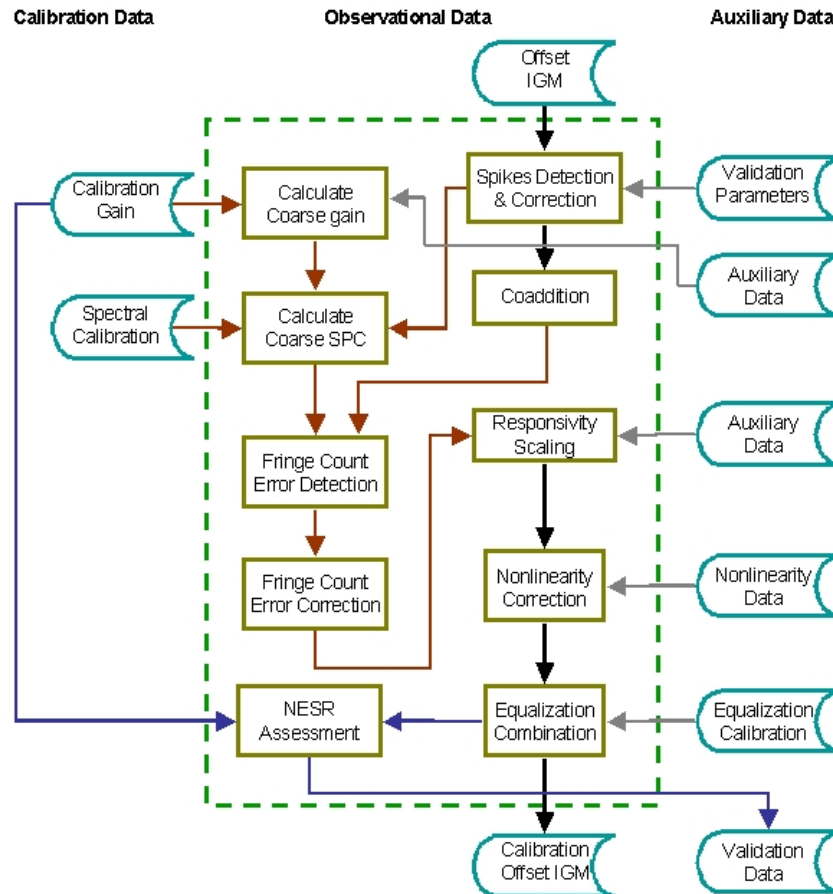 Calibration Data
Observational Data
Auxiliary Data
Offset
IGM
Calibration
Gain
Calculate
Coarse gain
Spikes Detection
& Correction
Validation
Parameters
Auxiliary
Data
Spectral
Calibration
Calculate
Coarse SPC
Coaddition
Fringe Count
Error Detection
Responsivity
Scaling
Auxiliary
Data
Fringe Count
Error Correction
Nonlinearity
Correction
Nonlinearity
Data
NESR
Assessment
Equalization
Combination
Equalization
Calibration
Calibration
Offset IGM
Validation
Data